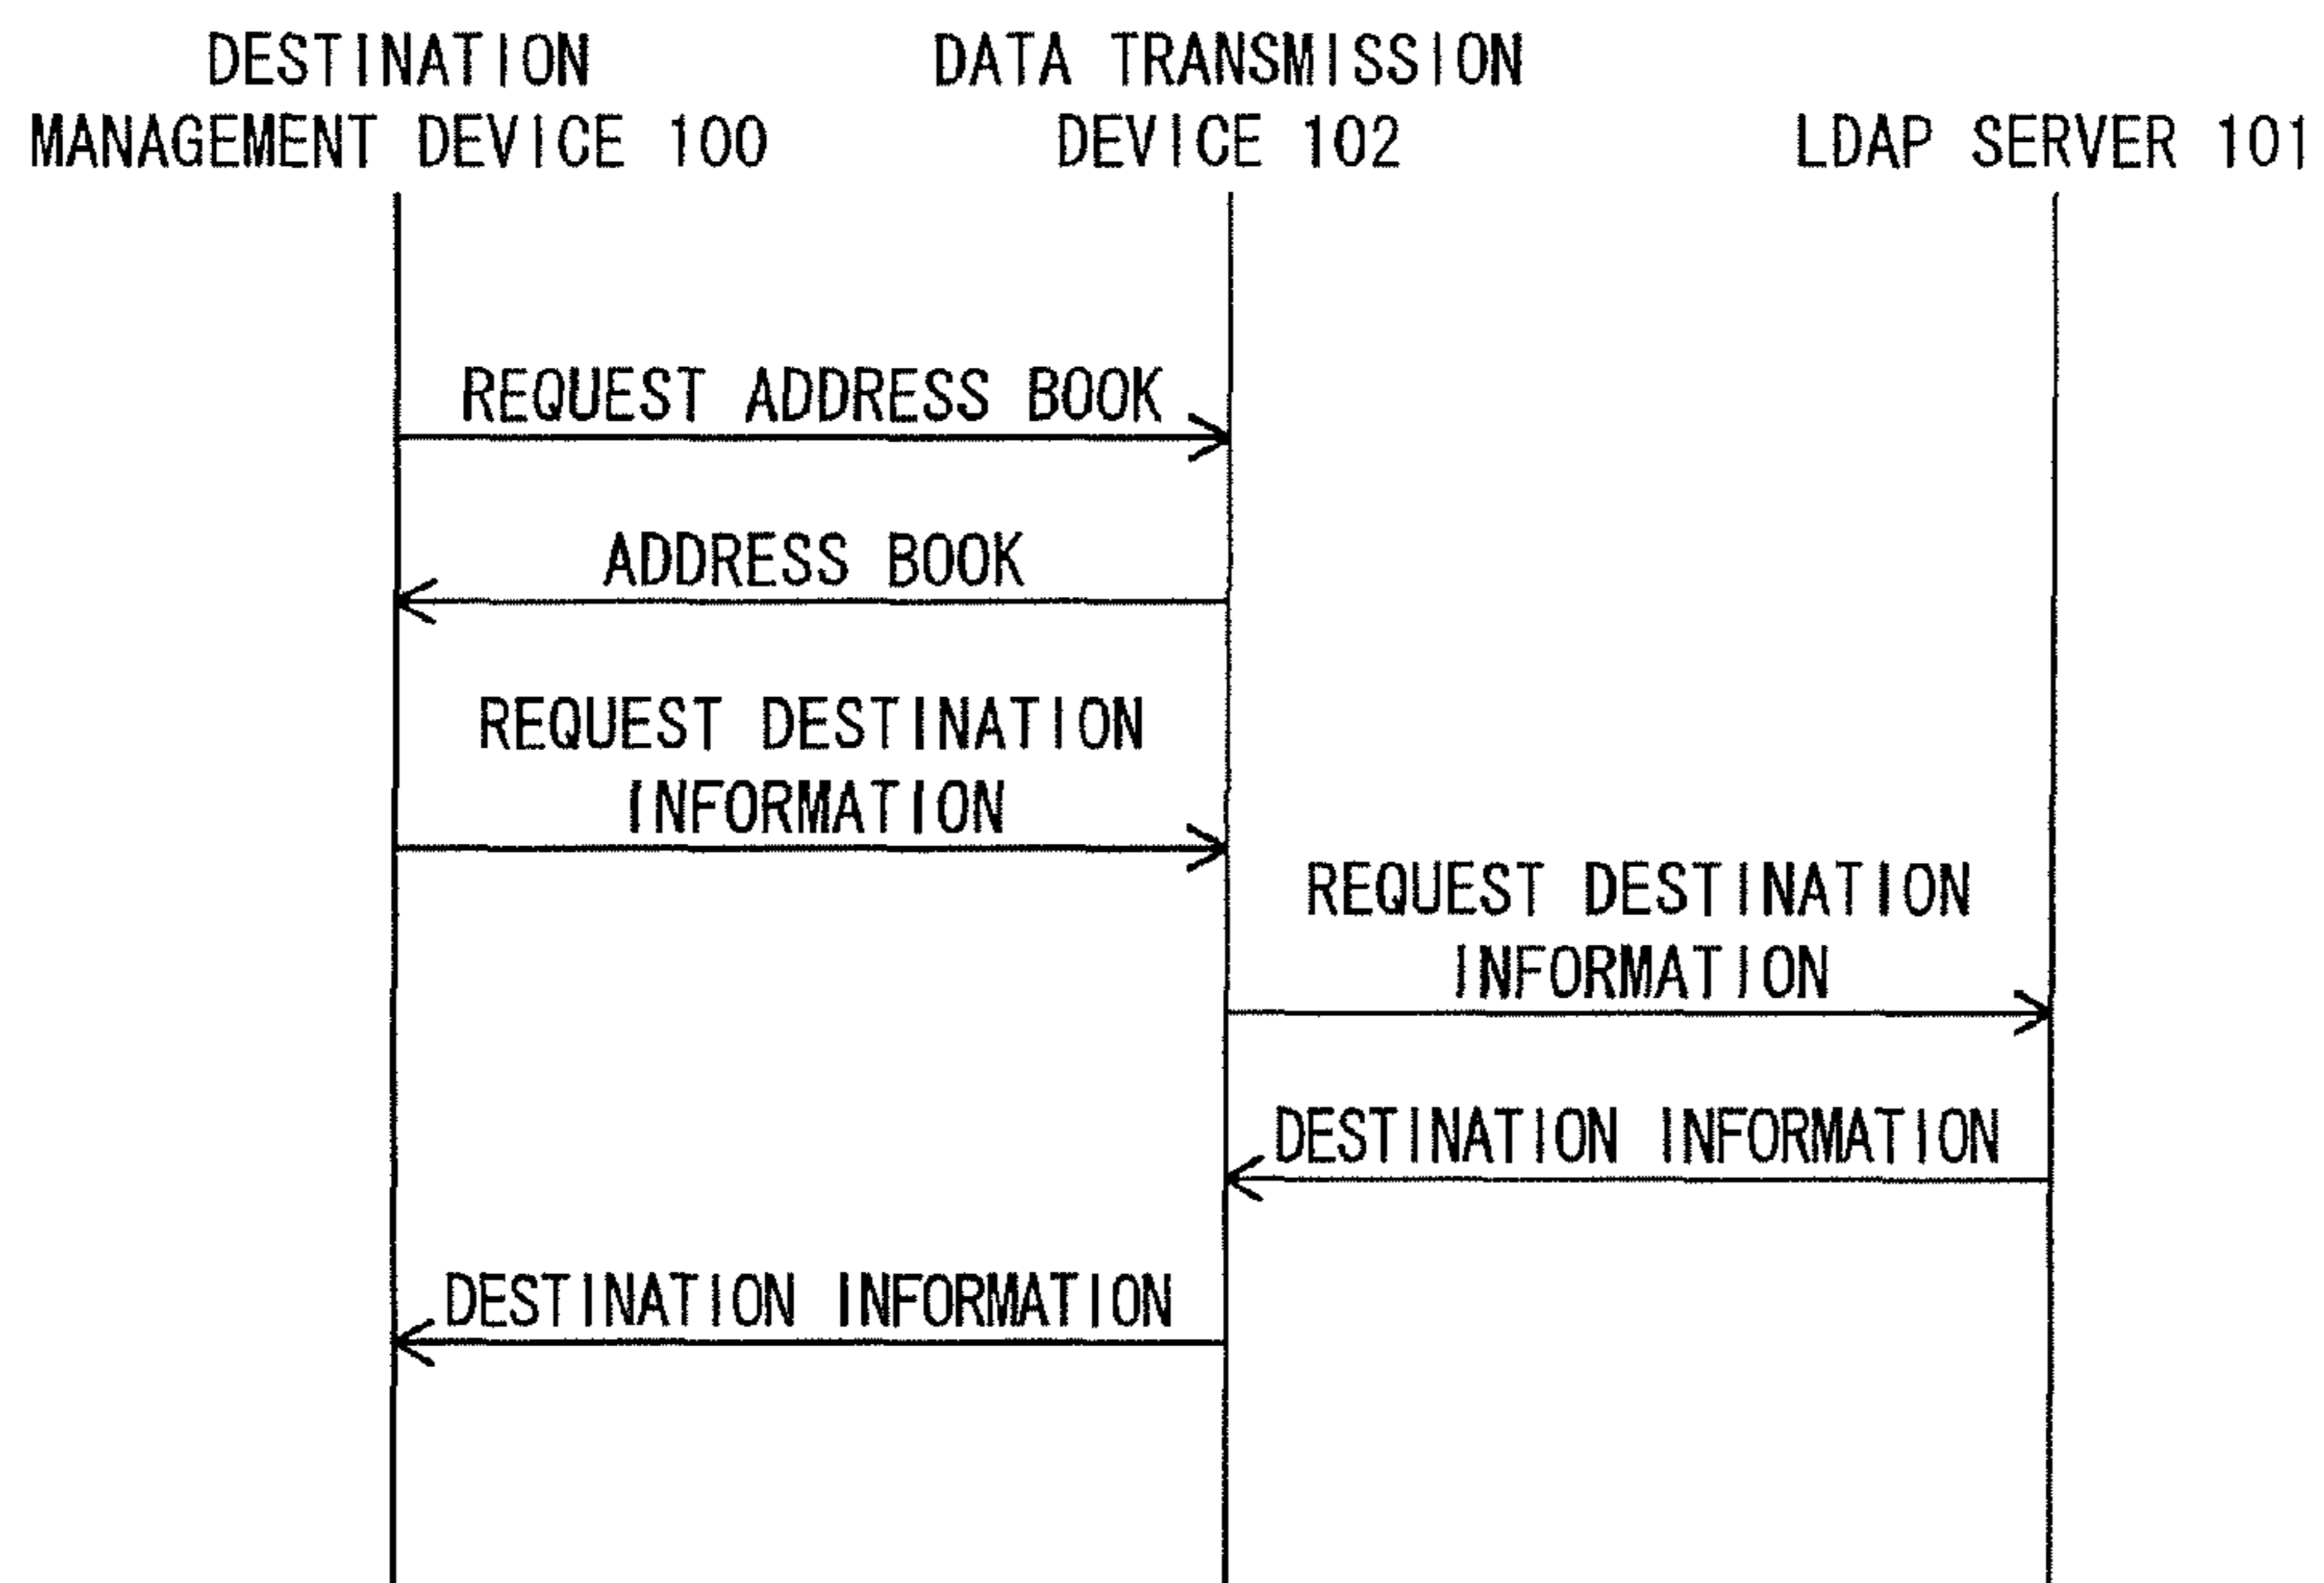 DESTINATION
MANAGEMENT DEVICE 100
DATA TRANSMISSION
DEVICE 102
LDAP SERVER 101
REQUEST ADDRESS BOOK
ADDRESS BOOK
REQUEST DESTINATION
INFORMATION
REQUEST DESTINATION
INFORMATION
DESTINATION INFORMATION
DESTINATION INFORMATION